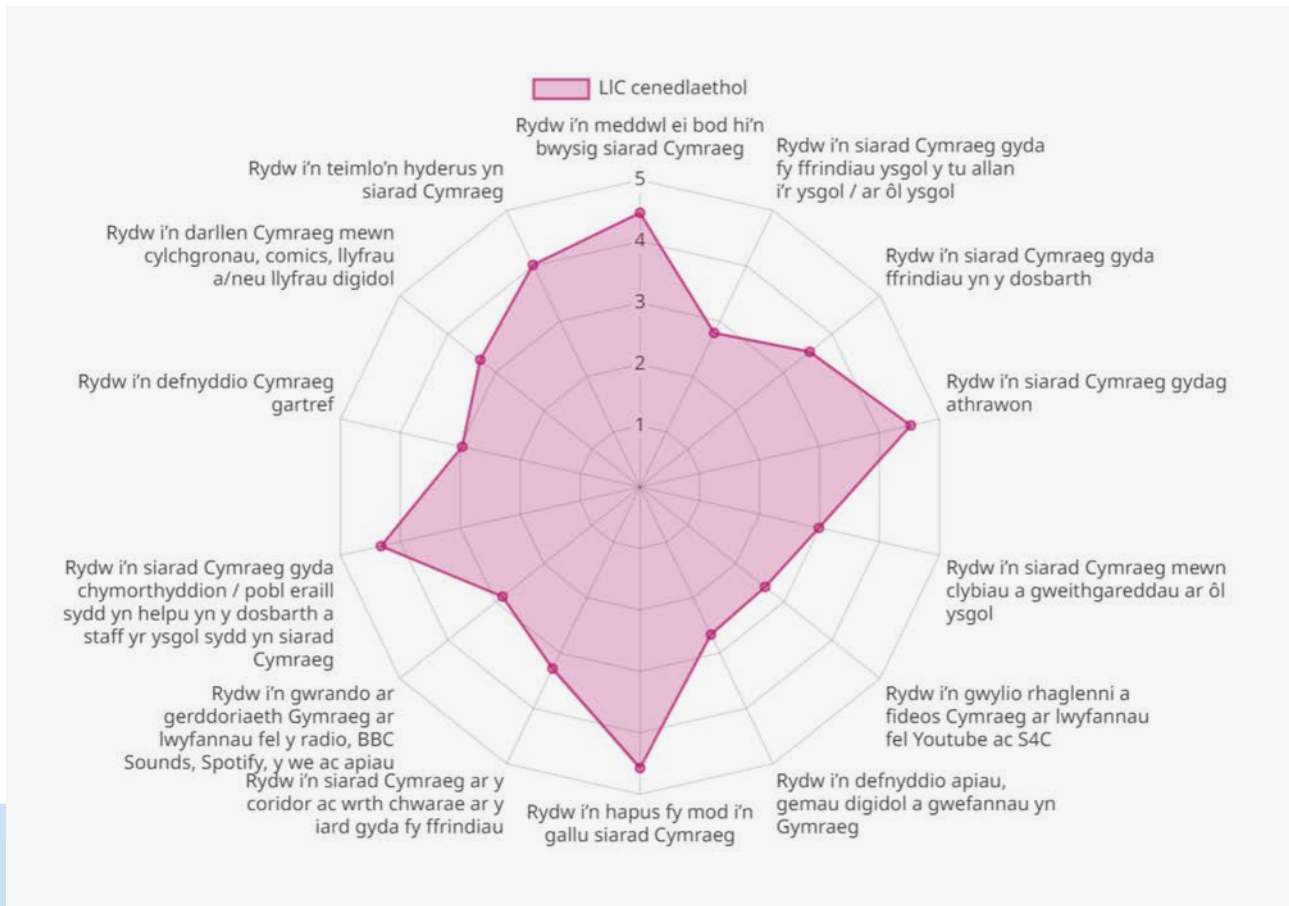 LlC cenedlaethol
Rydw i'n meddwl ei bod hi'n
bwysig siarad Cymraeg
Rydw i'n siarad Cymraeg gyda
fy ffrindiau ysgol y tu allan
i'r ysgol / ar ôl ysgol
Rydw i'n siarad Cymraeg gyda
ffrindiau yn y dosbarth
Rydw i'n siarad Cymraeg gydag
athrawon
Rydw i'n siarad Cymraeg mewn
clybiau a gweithgareddau ar ôl
ysgol
Rydw i'n gwylio rhaglenni a
fideos Cymraeg ar lwyfannau
fel Youtube ac S4C
Rydw i'n defnyddio apiau,
gemau digidol a gwefannau yn
Gymraeg
Rydw i'n hapus fy mod i'n
gallu siarad Cymraeg
Rydw i'n siarad Cymraeg ar y
coridor ac wrth chwarae ar y
iard gyda fy ffrindiau
Rydw i'n gwrando ar
gerddoriaeth Gymraeg ar
lwyfannau fel y radio, BBC
Sounds, Spotify, y we ac apiau
Rydw i'n siarad Cymraeg gyda
chymorthyddion / pobl eraill
sydd yn helpu yn y dosbarth a
staff yr ysgol sydd yn siarad
Cymraeg
Rydw i'n defnyddio Cymraeg
gartref
Rydw i'n darllen Cymraeg mewn
cylchgronau, comics, llyfrau
a/neu llyfrau digidol
Rydw i'n teimlo'n hyderus yn
siarad Cymraeg
5
4
3
2
1